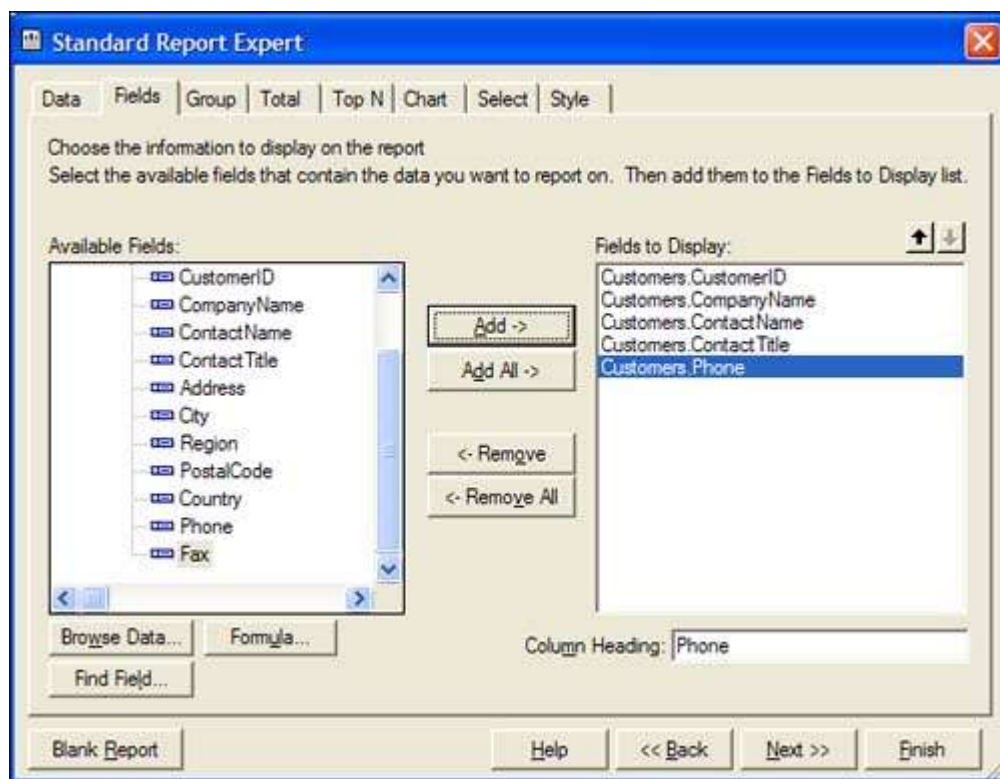 Standard Report Expert
Data Fields Group Total Top N Chart Select Style
Choose the information to display on the report
Select the available fields that contain the data you want to report on. Then add them to the Fields to Display list.
Available Fields:
CustomerID
CompanyName
ContactName
ContactTitle
Address
City
Region
PostalCode
Country
Phone
Fax
Browse Data...
Formula...
Find Field...
Add ->
Add All ->
<- Remove
<- Remove All
Fields to Display:
Customers.CustomerID
Customers.CompanyName
Customers.ContactName
Customers.ContactTitle
Customers.Phone
Column Heading: Phone
Blank Report
Help
<< Back
Next >>
Finish